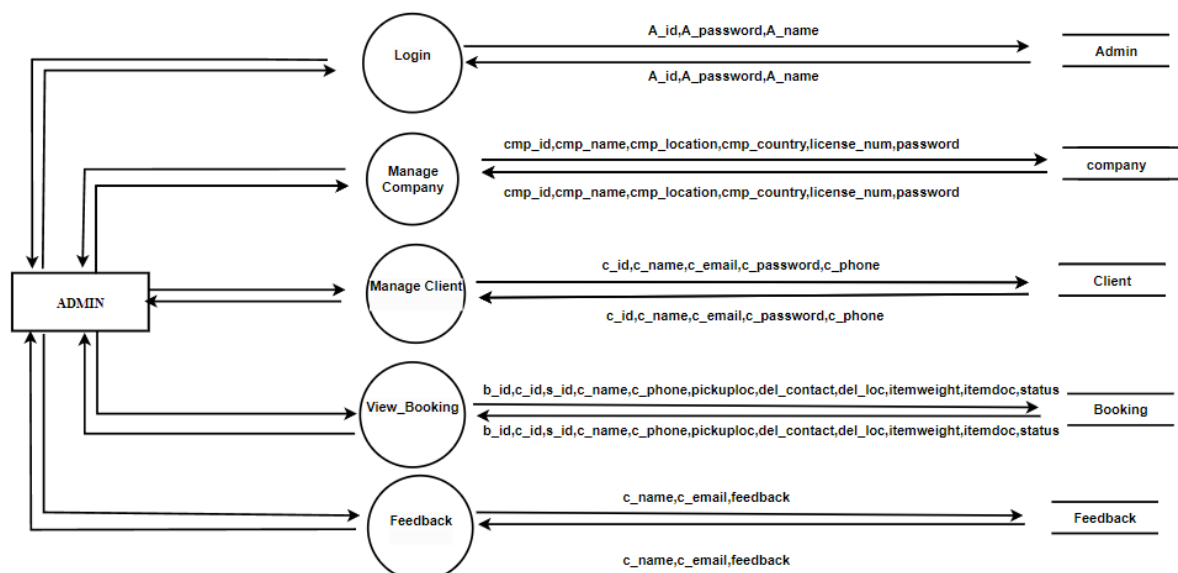 A_id,A_password,A_name
Login
Admin
A_id,A_password,A_name
cmp_id,cmp_name,cmp_location,cmp_country,license_num,password
Manage
Company
company
cmp_id,cmp_name,cmp_location,cmp_country,license_num,password
c_id,c_name,c_email,c_password,c_phone
Manage Client
Client
ADMIN
c_id,c_name,c_email,c_password,c_phone
b_id,c_id,s_id,c_name,c_phone,pickuploc,del_contact,del_loc,itemweight,itemdoc,status
View_Booking
Booking
b_id,c_id,s_id,c_name,c_phone,pickuploc,del_contact,del_loc,itemweight,itemdoc,status
c_name,c_email,feedback
Feedback
Feedback
c_name,c_email,feedback